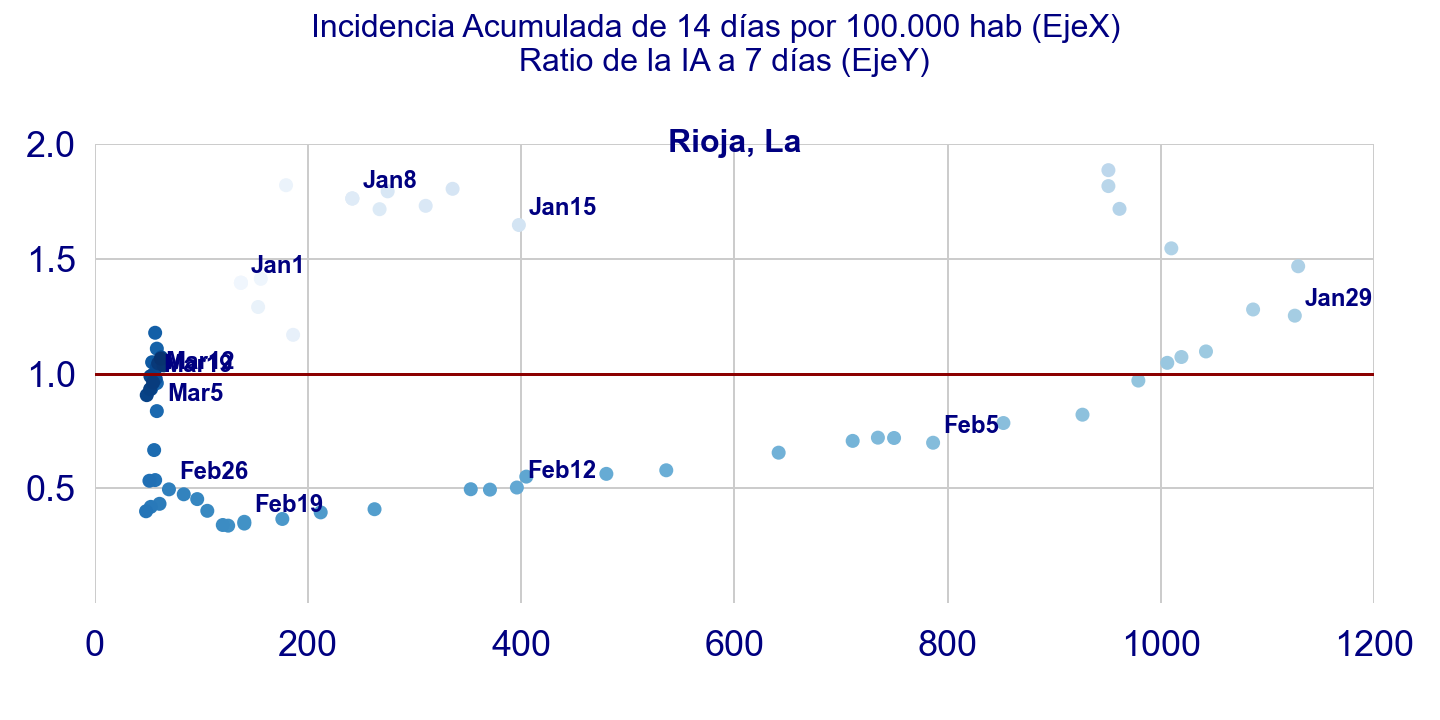 Incidencia Acumulada de 14 días por 100.000 hab (EjeX)
Ratio de la IA a 7 días (EjeY)
Rioja, La
2.0
Jan8
Jan15
1.5
Jan1
Jan29
Mar12
Mar19
1.0
Mar5
Feb5
Feb26
Feb12
0.5
Feb19
0 200 400 600 800 1000 1200